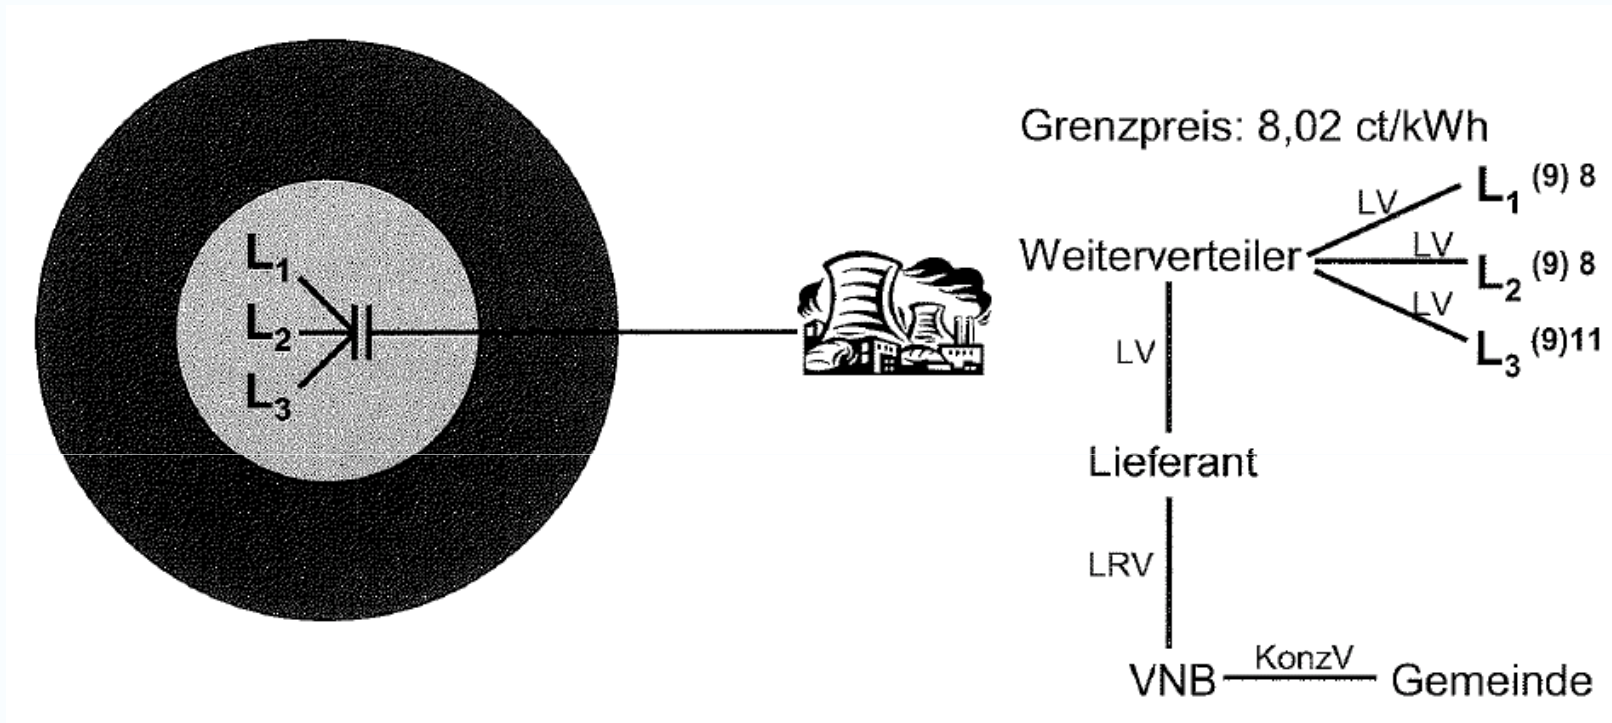 L1
L2
L3
Grenzpreis: 8,02 ct/kWh
LV
L1 (9) 8
Weiterverteiler
LV
L2 (9) 8
LV
L3 (9)11
LV
Lieferant
LRV
VNB
KonzV
Gemeinde